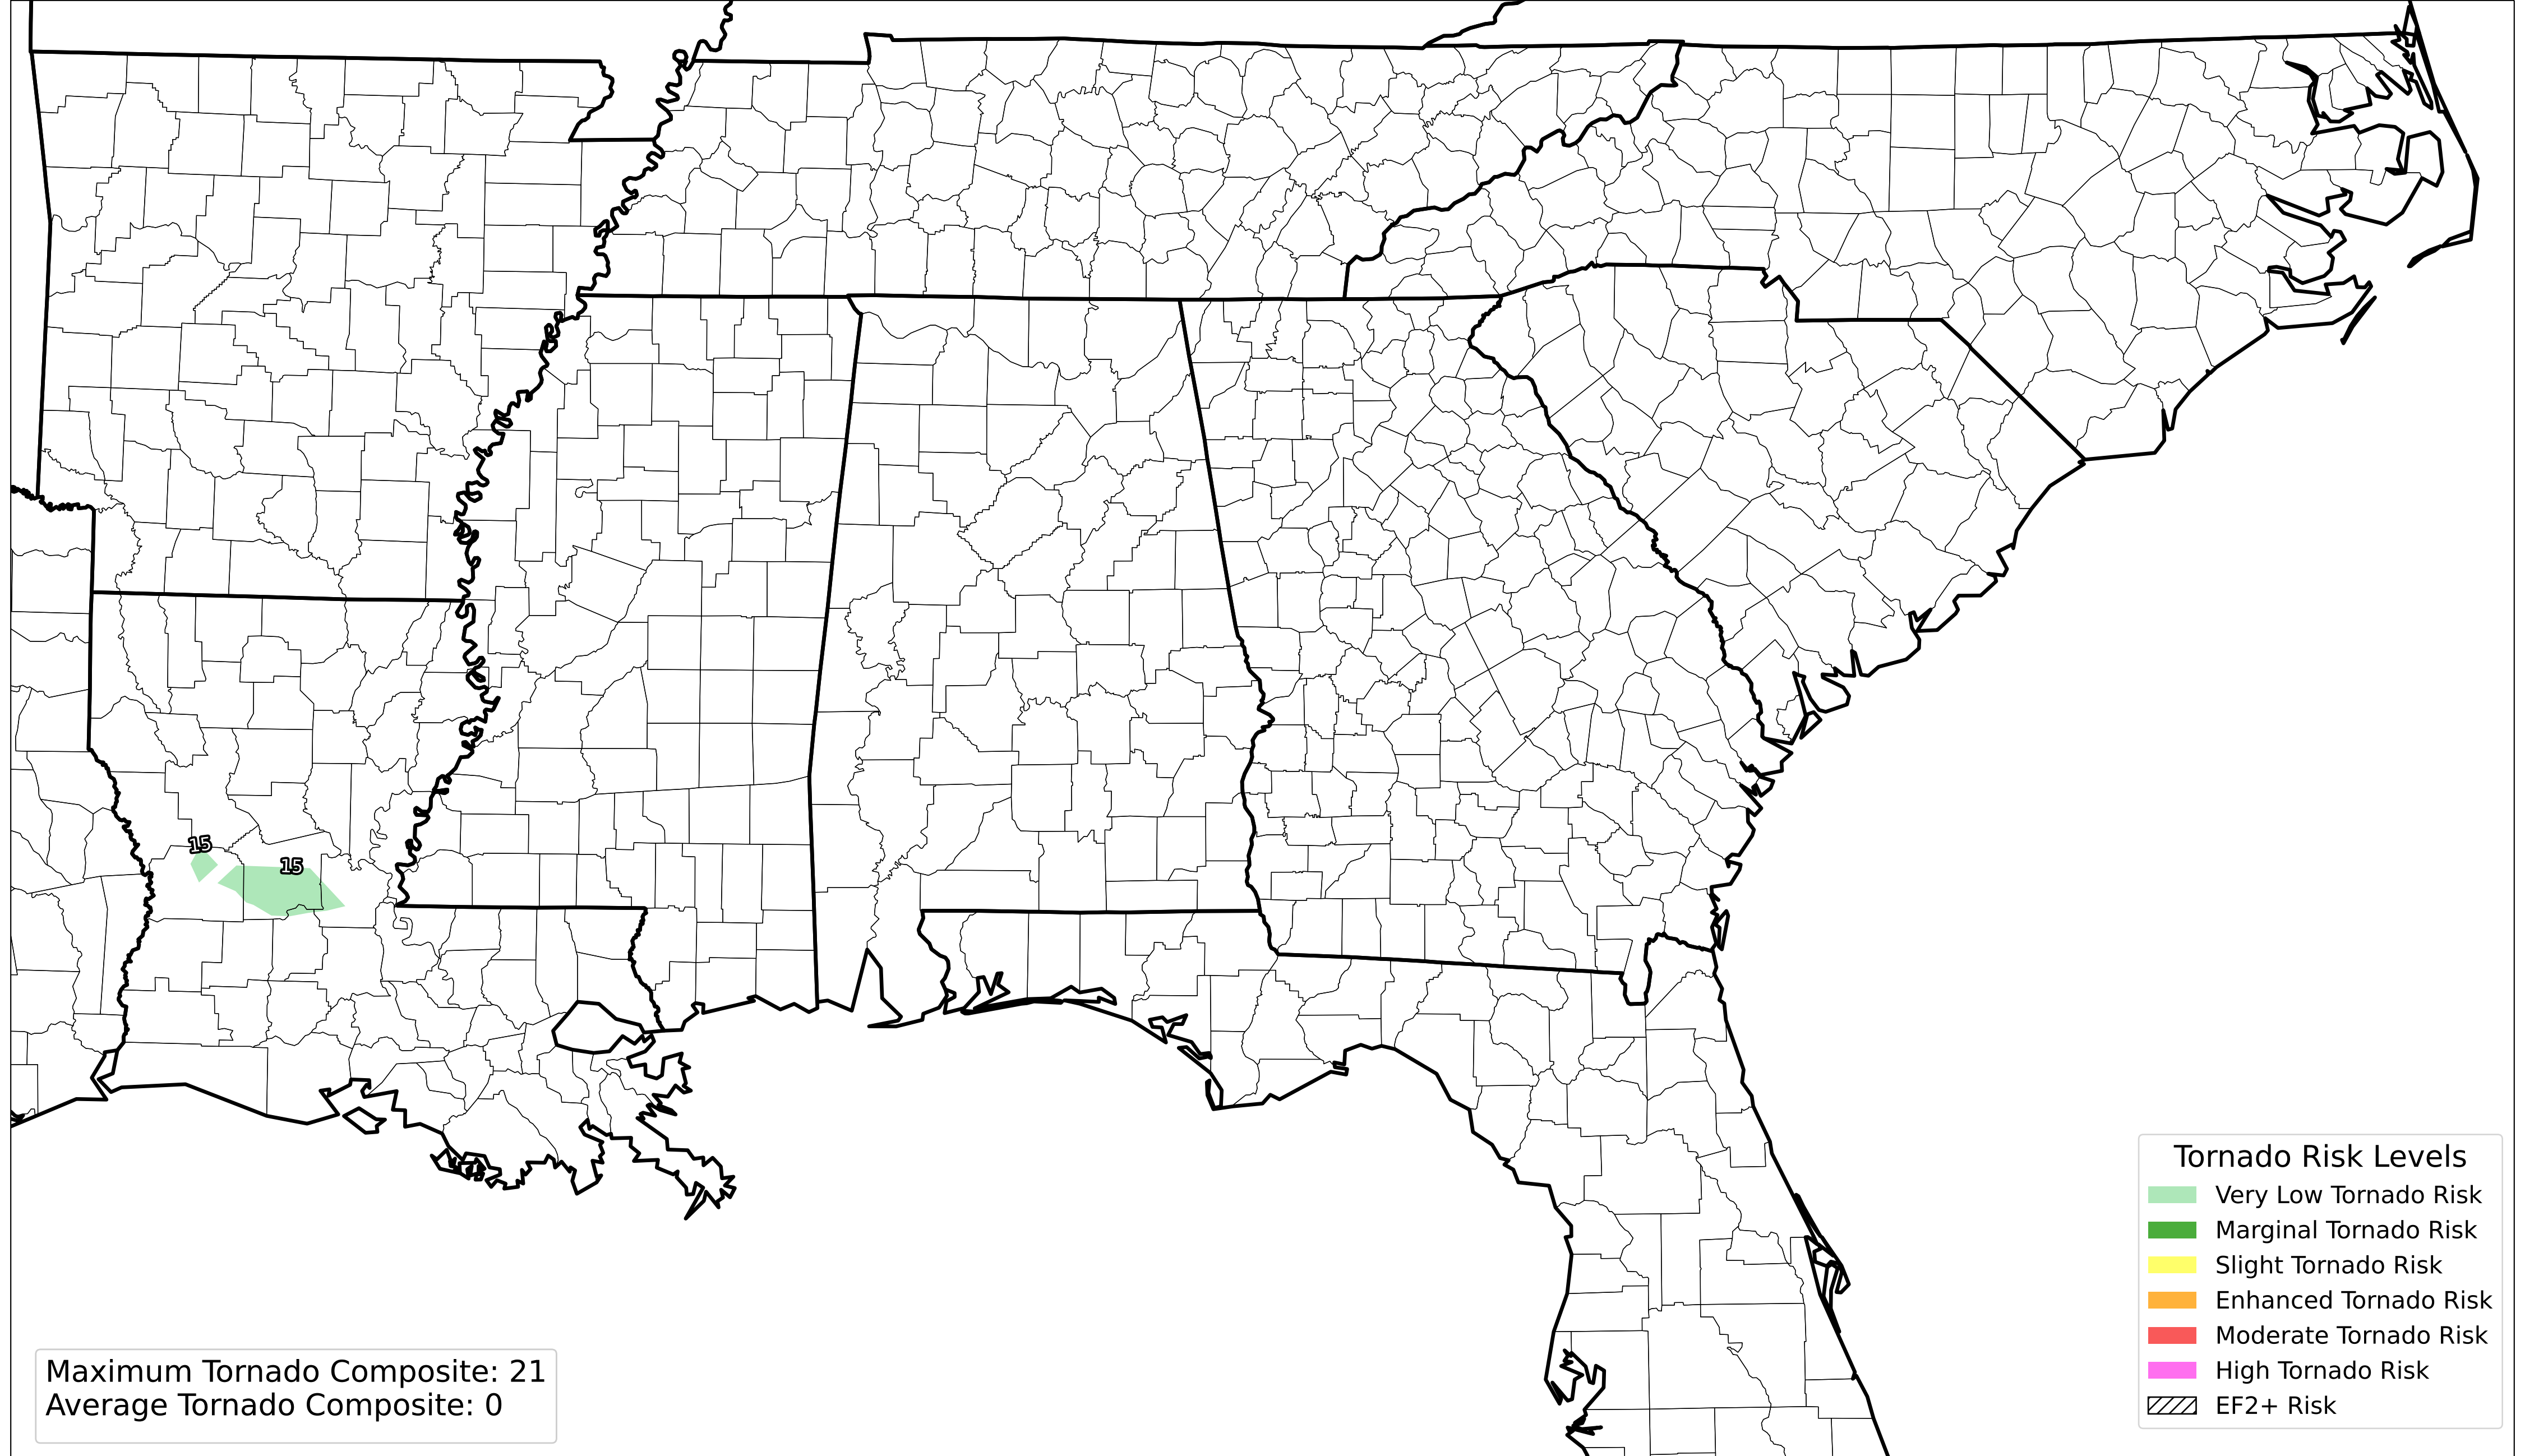 15
15
Tornado Risk Levels
Very Low Tornado Risk
Marginal Tornado Risk
Slight Tornado Risk
Enhanced Tornado Risk
Moderate Tornado Risk
High Tornado Risk
EF2+ Risk
Maximum Tornado Composite: 21
Average Tornado Composite: 0